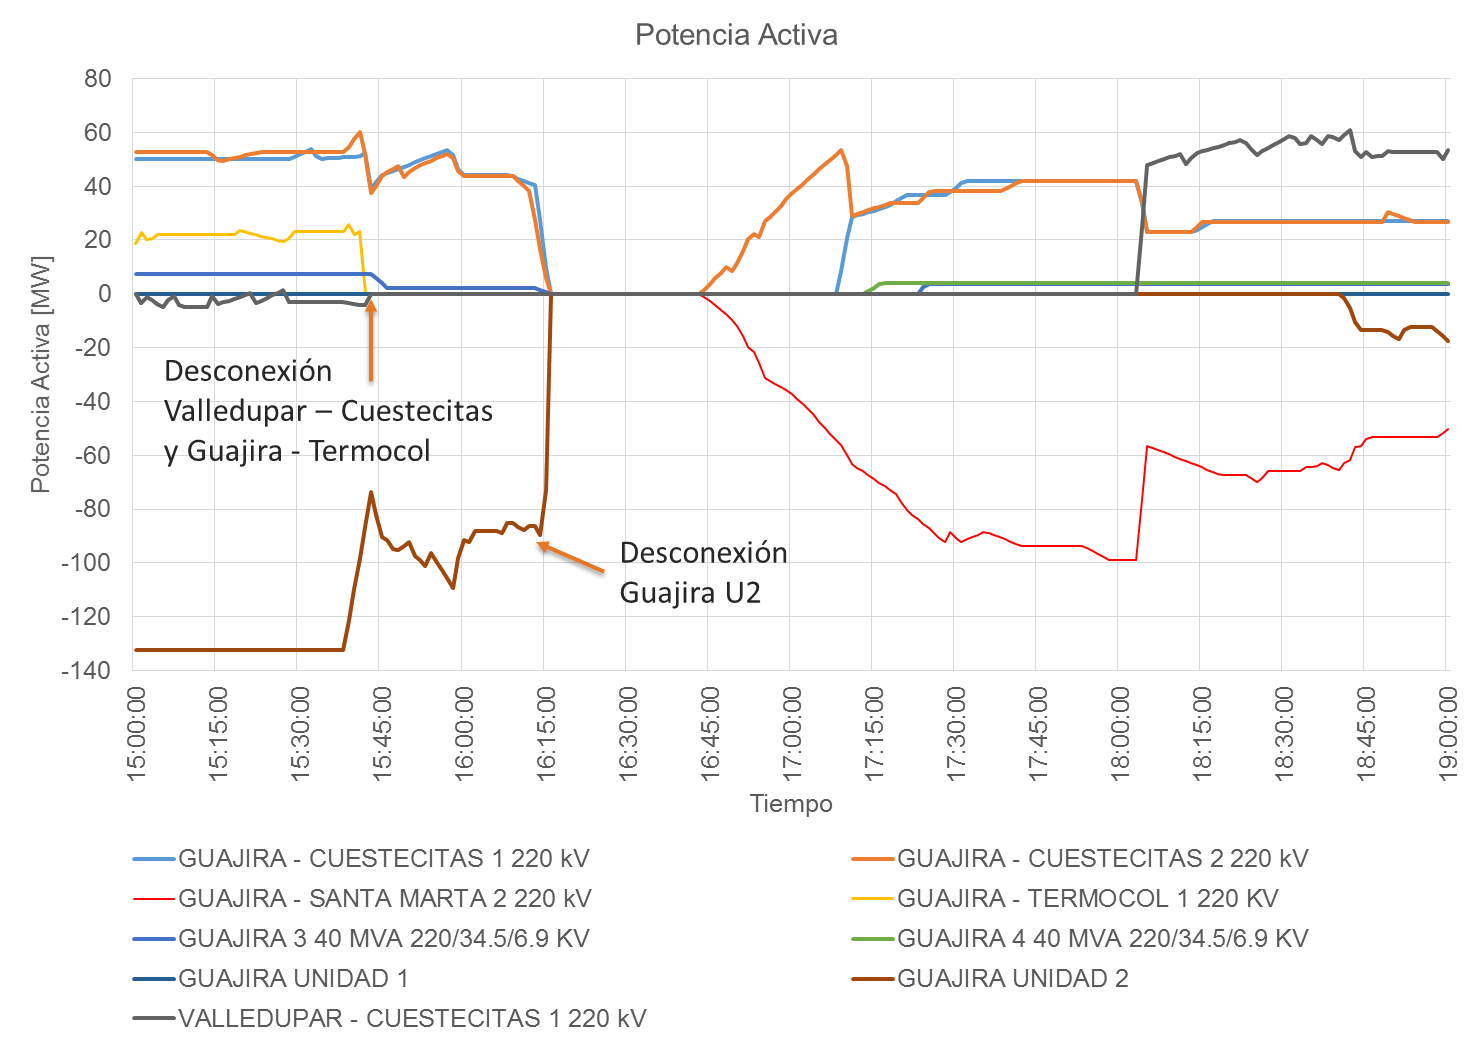 Potencia Activa
80
60
40
20
0
-20
-40
-60
-80
-100
-120
-140
Potencia Activa [MW]
Desconexión
Valledupar – Cuestecitas
y Guajira - Termocol
Desconexión
Guajira U2
15:00:00
15:15:00
15:30:00
15:45:00
16:00:00
16:15:00
16:30:00
16:45:00
17:00:00
17:15:00
17:30:00
17:45:00
18:00:00
18:15:00
18:30:00
18:45:00
19:00:00
Tiempo
GUAJIRA - CUESTECITAS 1 220 kV
GUAJIRA - CUESTECITAS 2 220 kV
GUAJIRA - SANTA MARTA 2 220 kV
GUAJIRA - TERMOCOL 1 220 KV
GUAJIRA 3 40 MVA 220/34.5/6.9 KV
GUAJIRA 4 40 MVA 220/34.5/6.9 KV
GUAJIRA UNIDAD 1
GUAJIRA UNIDAD 2
VALLEDUPAR - CUESTECITAS 1 220 kV